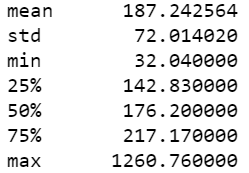 mean 187.242564
std 72.014020
min 32.040000
25% 142.830000
50% 176.200000
75% 217.170000
max 1260.760000